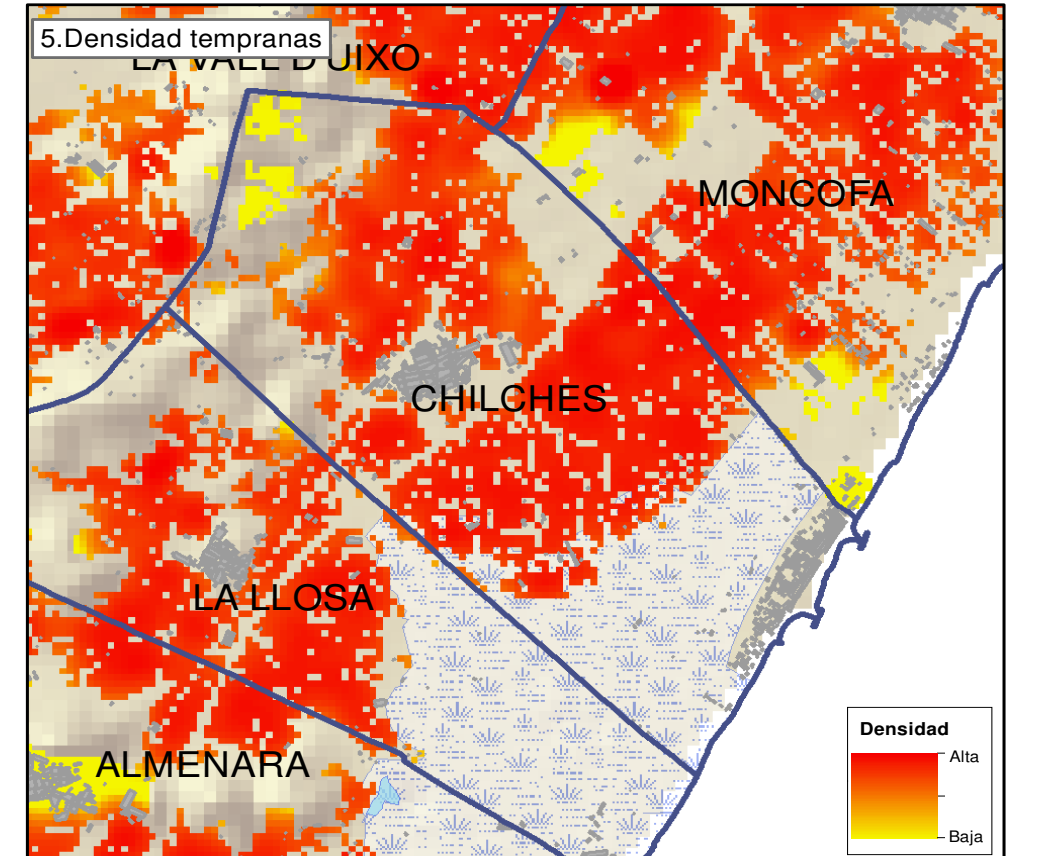 5.Densidad tempranas
LA VALL D'UIXO
MONCOFA
CHILCHES
LA LLOSA
ALMENARA
Densidad
Alta
Baja